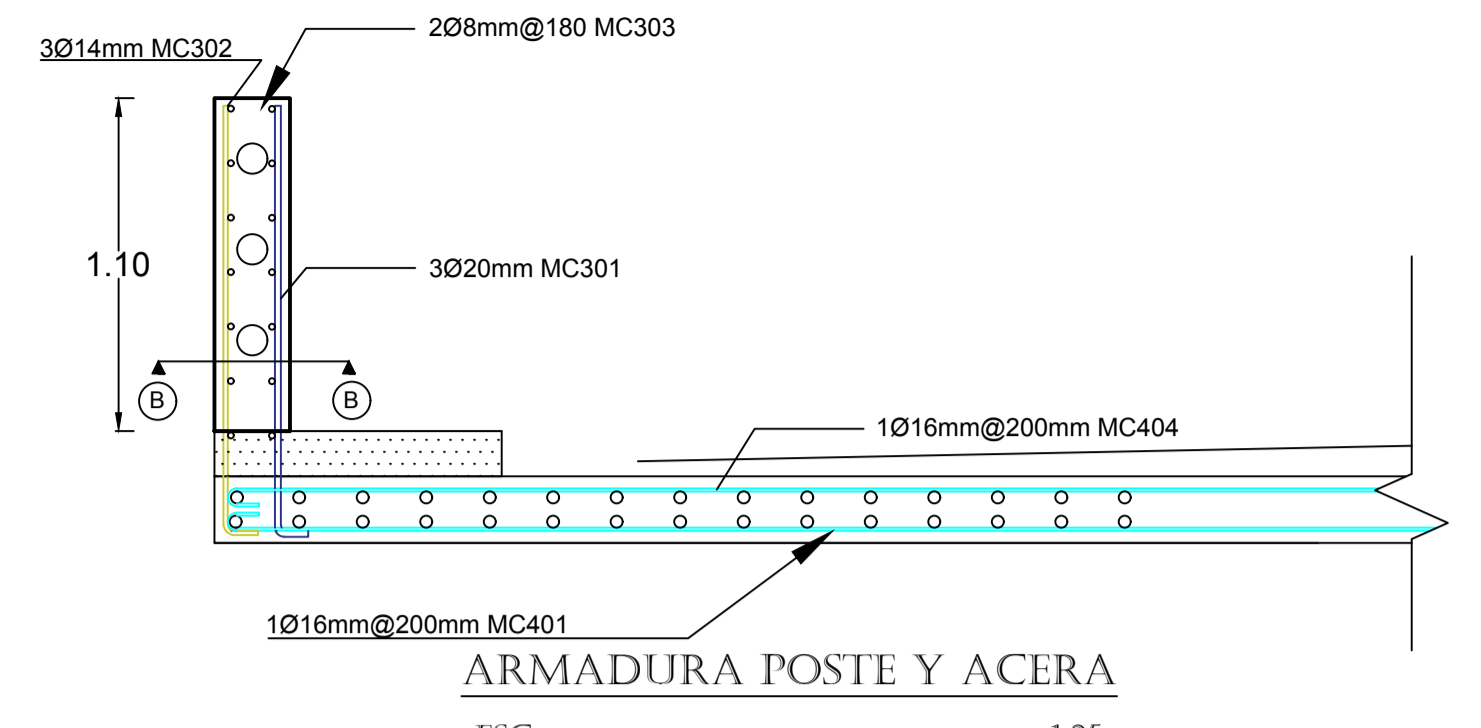 2Ø8mm@180 MC303
3Ø14mm MC302
1.10
3Ø20mm MC301
B
B
1Ø16mm@200mm MC404
1Ø16mm@200mm MC401
ARMADURA POSTE Y ACERA